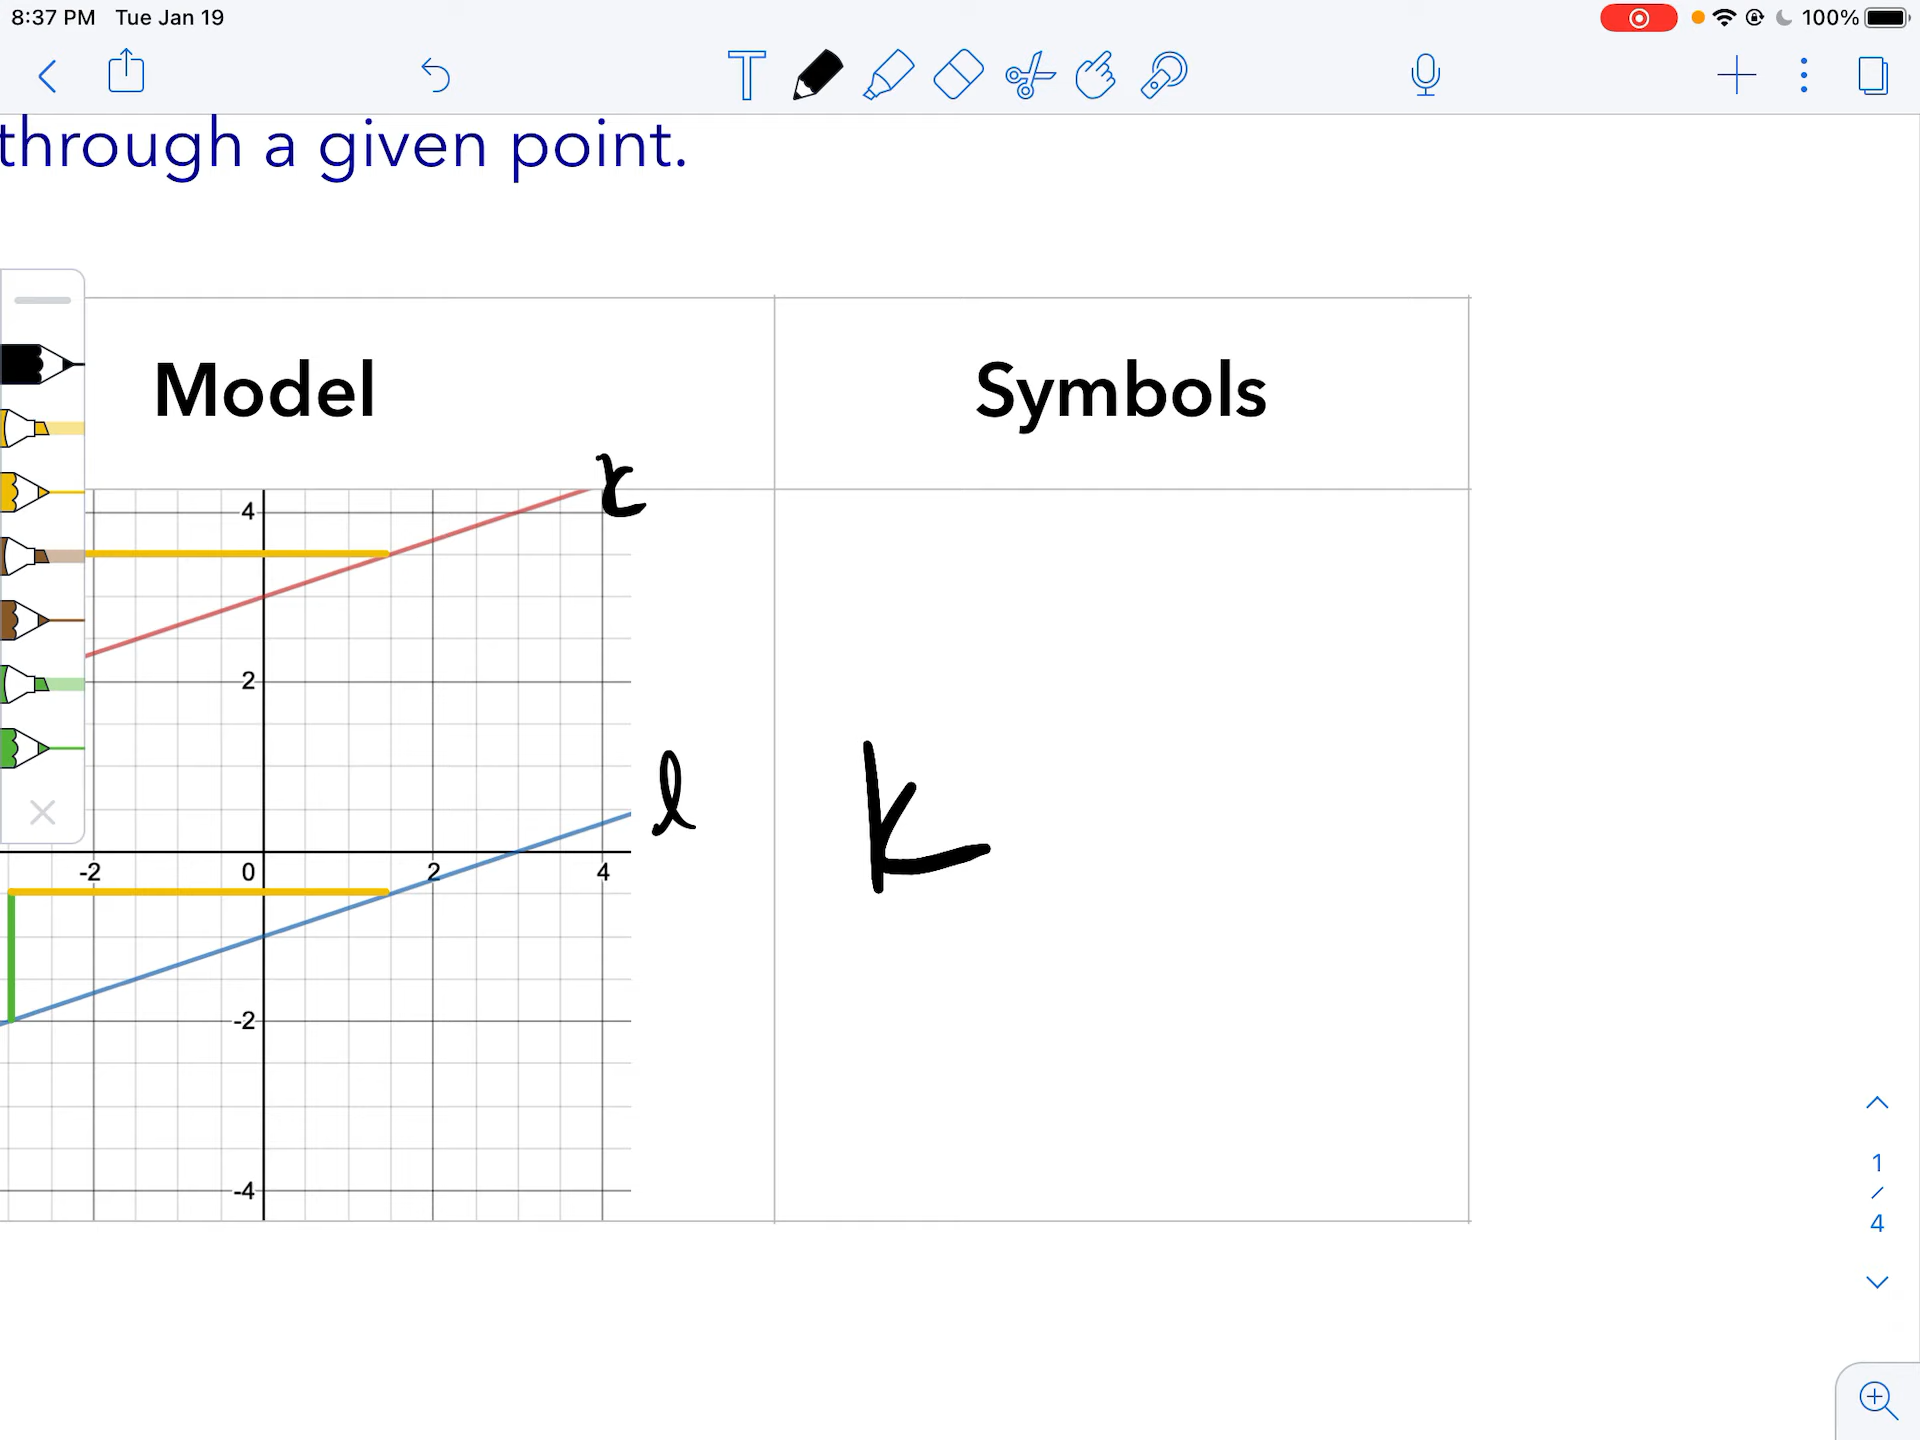 8:37 PM Tue Jan 19 100%
T
through a given point.
Model Symbols
k
4
2
l
k
-2 0 2 4
-2
-4
1
/
4